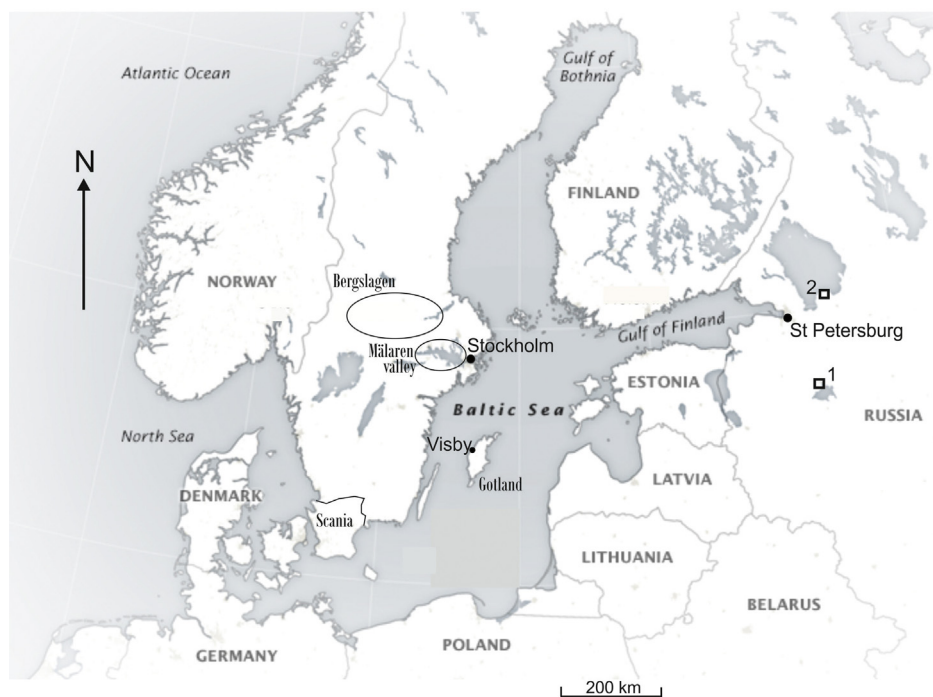 Atlantic Ocean
Gulf of
Bothnia
N
FINLAND
NORWAY
Bergslagen
2
Gulf of Finland
St Petersburg
Mälaren
valley
Stockholm
1
ESTONIA
Baltic Sea
RUSSIA
North Sea
Visby
Gotland
LATVIA
DENMARK
Scania
LITHUANIA
BELARUS
POLAND
GERMANY
200 km